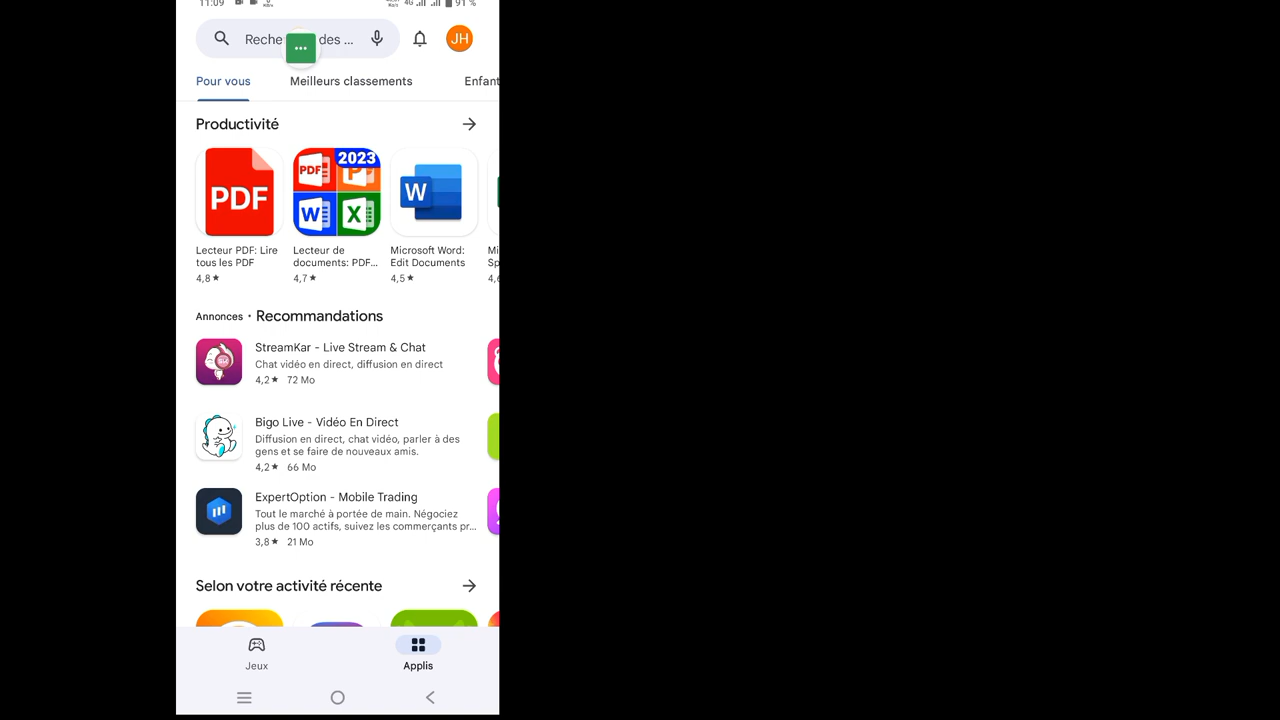 11:09 4G 91 %
Reche des ... JH
Pour vous Meilleurs classements Enfant
Productivité
PDF
2023
PDF P
W X
W
Lecteur PDF: Lire
tous les PDF
4,8★
Lecteur de
documents: PDF...
4,7★
Microsoft Word:
Edit Documents
4,5★
Mi
Sp
4,6
Annonces · Recommandations
StreamKar - Live Stream & Chat
Chat vidéo en direct, diffusion en direct
4,2★ 72 Mo
Bigo Live - Vidéo En Direct
Diffusion en direct, chat vidéo, parler à des
gens et se faire de nouveaux amis.
4,2★ 66 Mo
ExpertOption - Mobile Trading
Tout le marché à portée de main. Négociez
plus de 100 actifs, suivez les commerçants pr...
3,8★ 21 Mo
Selon votre activité récente
Jeux Applis